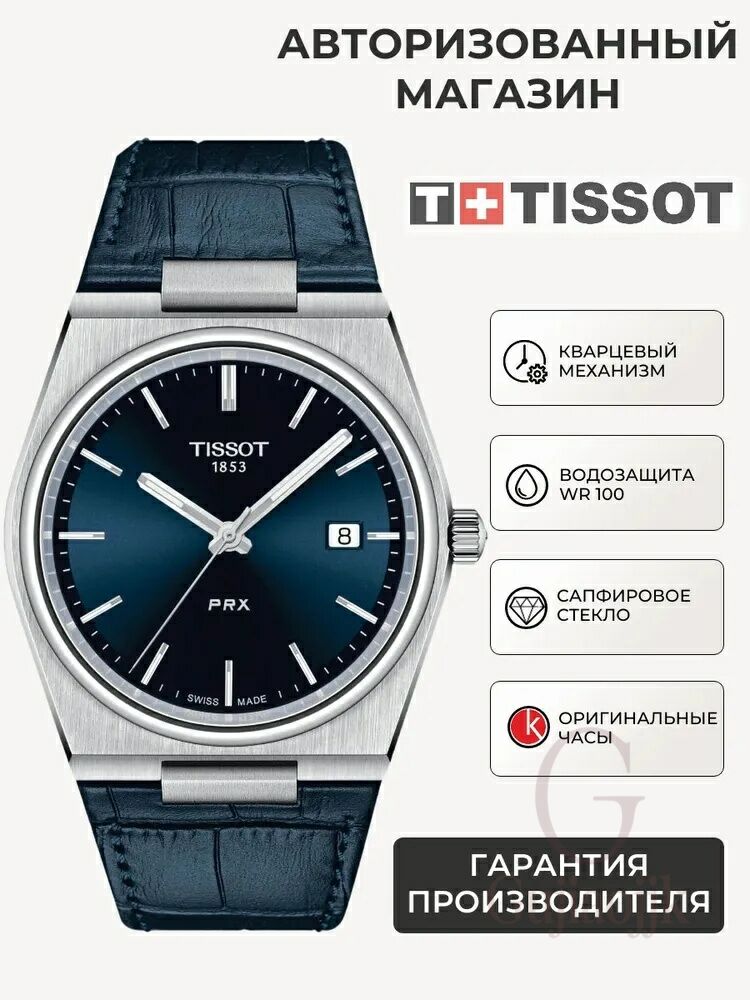 АВТОРИЗОВАННЫЙ
МАГАЗИН
T+TISSOT
КВАРЦЕВЫЙ
МЕХАНИЗМ
TISSOT
1853
ВОДОЗАЩИТА
WR 100
8
PRX
САПФИРОВОЕ
СТЕКЛО
SWISS MADE
k
ОРИГИНАЛЬНЫЕ
ЧАСЫ
G
ГАРАНТИЯ
ПРОИЗВОДИТЕЛЯ